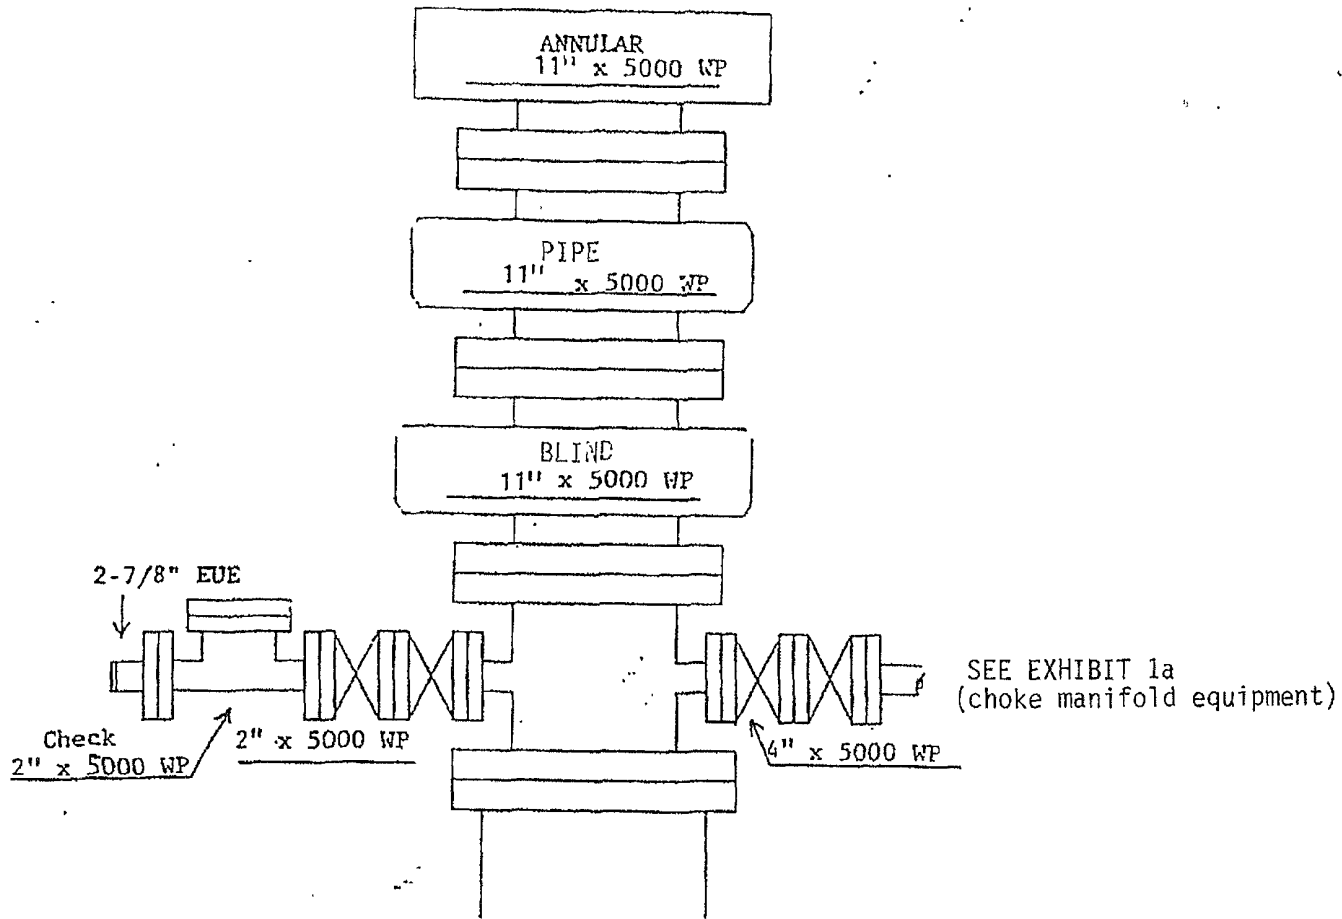 ANNULAR
11" x 5000 WP
PIPE
11" x 5000 WP
BLIND
11" x 5000 WP
2-7/8" EUE
SEE EXHIBIT 1a
(choke manifold equipment)
Check
2" x 5000 WP
2" x 5000 WP
4" x 5000 WP